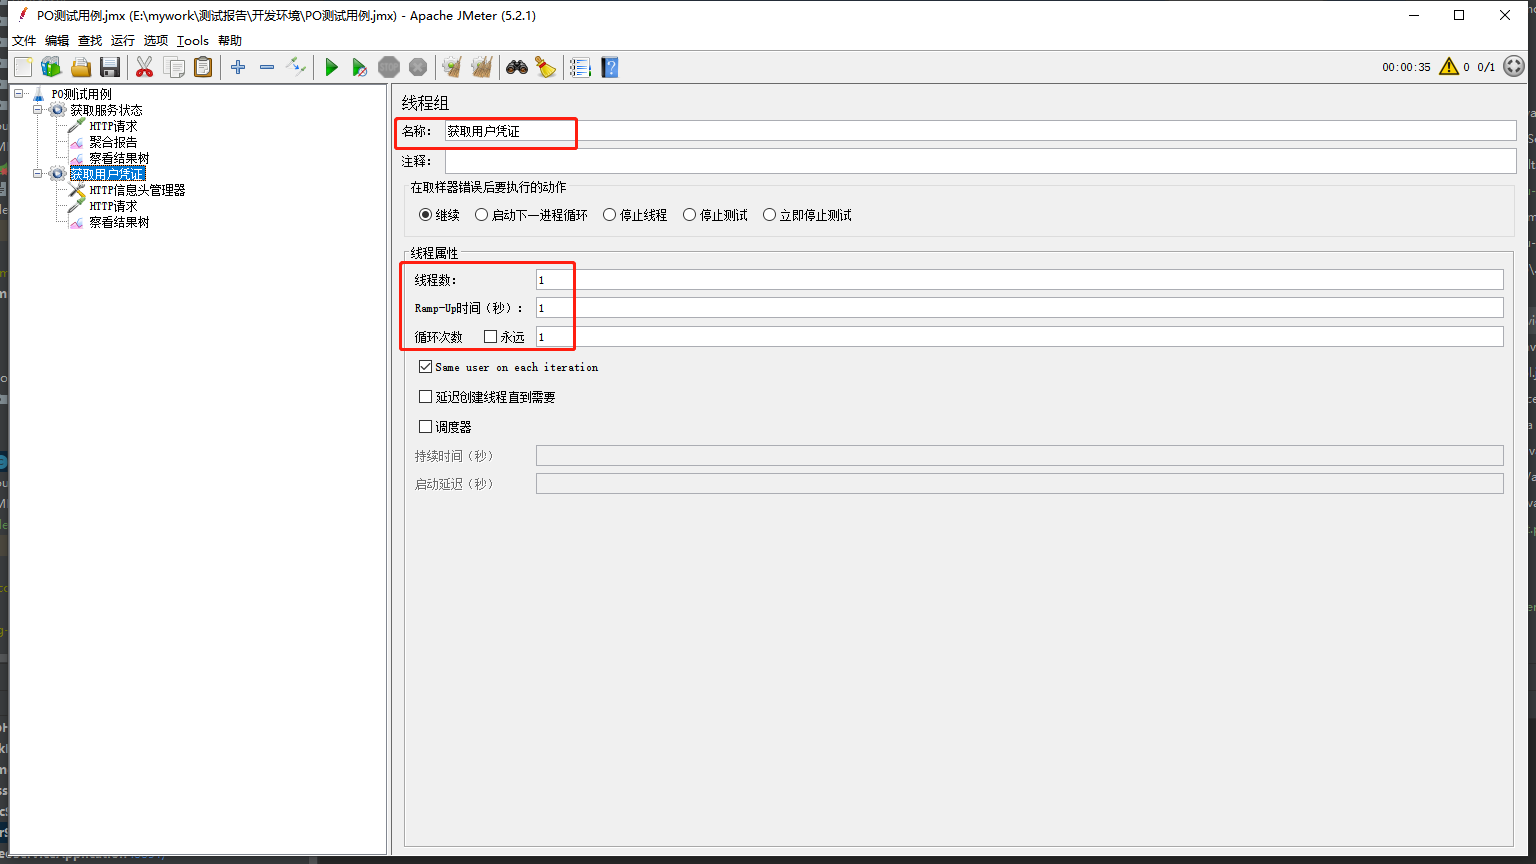 PO测试用例.jmx (E:\mywork\测试报告\开发环境\PO测试用例.jmx) - Apache JMeter (5.2.1)
文件 编辑 查找 运行 选项 Tools 帮助
00:00:35 0 0/1
PO测试用例
获取服务状态
HTTP请求
聚合报告
察看结果树
获取用户凭证
HTTP信息头管理器
HTTP请求
察看结果树
线程组
名称： 获取用户凭证
注释：
在取样器错误后要执行的动作
继续 启动下一进程循环 停止线程 停止测试 立即停止测试
线程属性
线程数： 1
Ramp-Up时间（秒）： 1
循环次数 永远 1
Same user on each iteration
延迟创建线程直到需要
调度器
持续时间（秒）
启动延迟（秒）